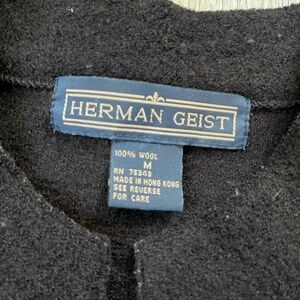 HERMAN GEIST
100% WOOL
M
RN 75343
MADE IN HONG KONG
SEE REVERSE
FOR CARE